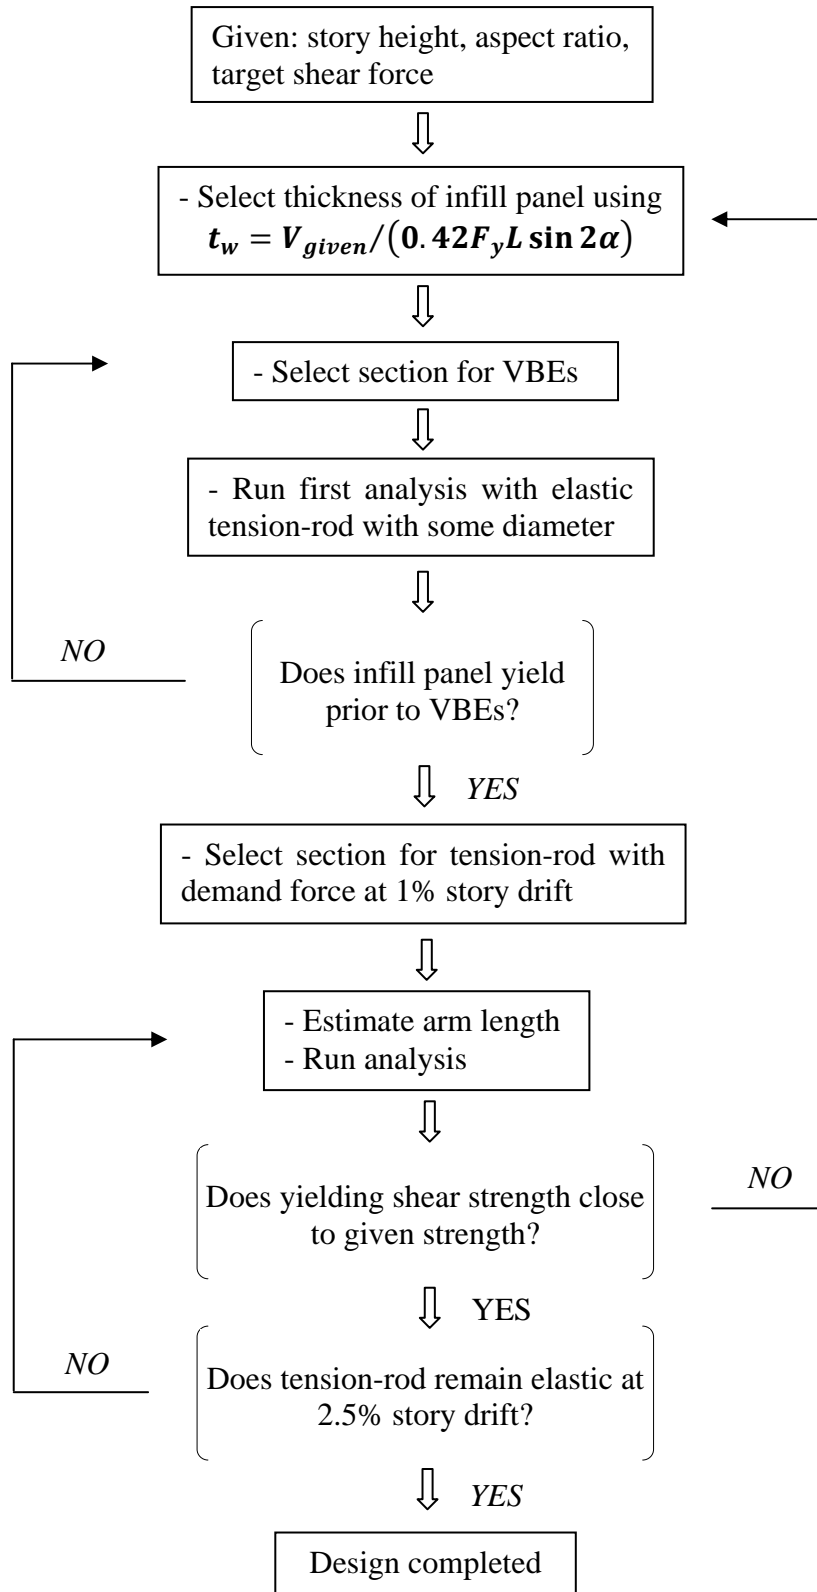 Given: story height, aspect ratio,
target shear force
- Select thickness of infill panel using
t_w = V_given/(0.42F_yL sin 2α)
- Select section for VBEs
- Run first analysis with elastic
tension-rod with some diameter
NO
Does infill panel yield
prior to VBEs?
YES
- Select section for tension-rod with
demand force at 1% story drift
- Estimate arm length
- Run analysis
Does yielding shear strength close
to given strength?
NO
YES
NO
Does tension-rod remain elastic at
2.5% story drift?
YES
Design completed